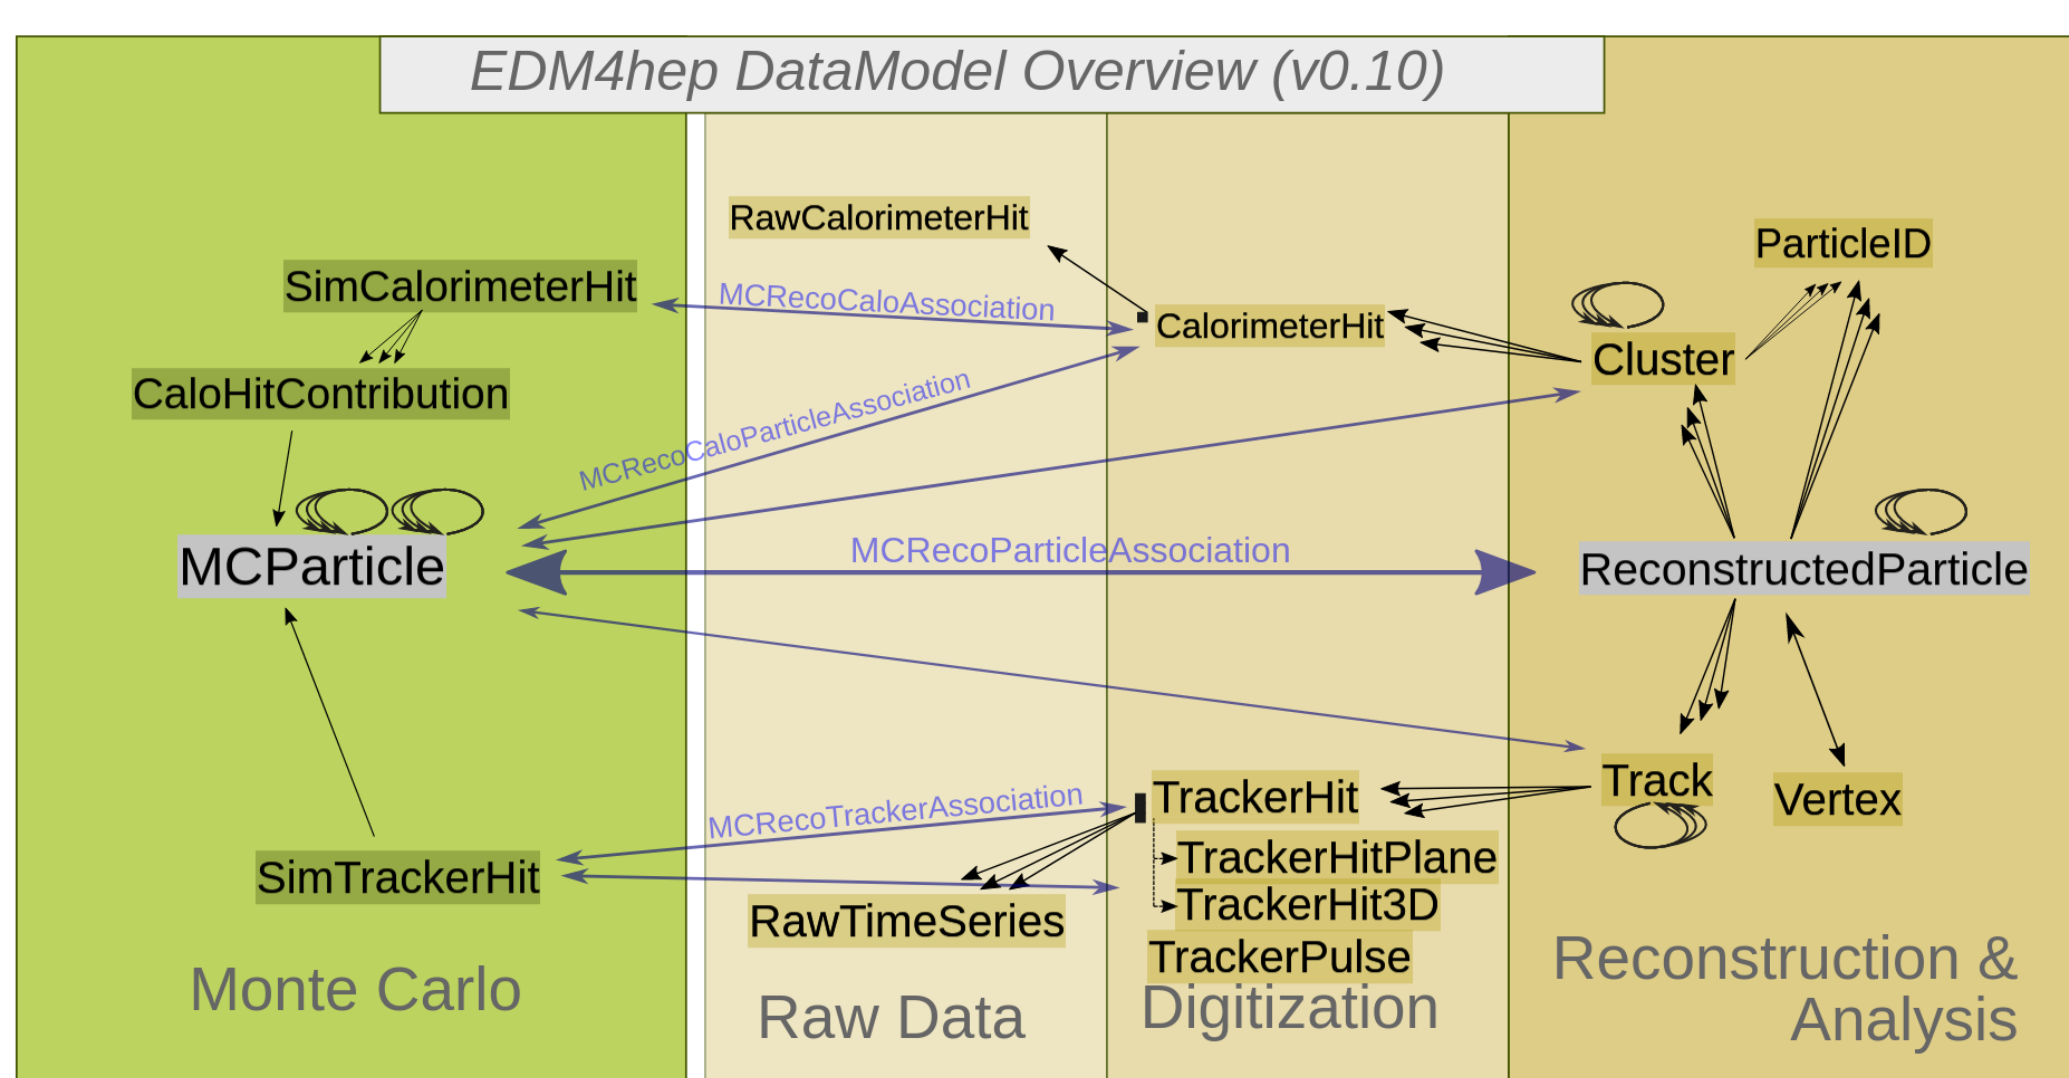 EDM4hep DataModel Overview (v0.10)
RawCalorimeterHit
ParticleID
SimCalorimeterHit
MCRecoCaloAssociation
CalorimeterHit
Cluster
CaloHitContribution
MCRecoCaloParticleAssociation
MCParticle
MCRecoParticleAssociation
ReconstructedParticle
Track
Vertex
MCRecoTrackerAssociation
TrackerHit
TrackerHitPlane
SimTrackerHit
TrackerHit3D
RawTimeSeries
TrackerPulse
Monte Carlo
Raw Data
Digitization
Reconstruction &
Analysis